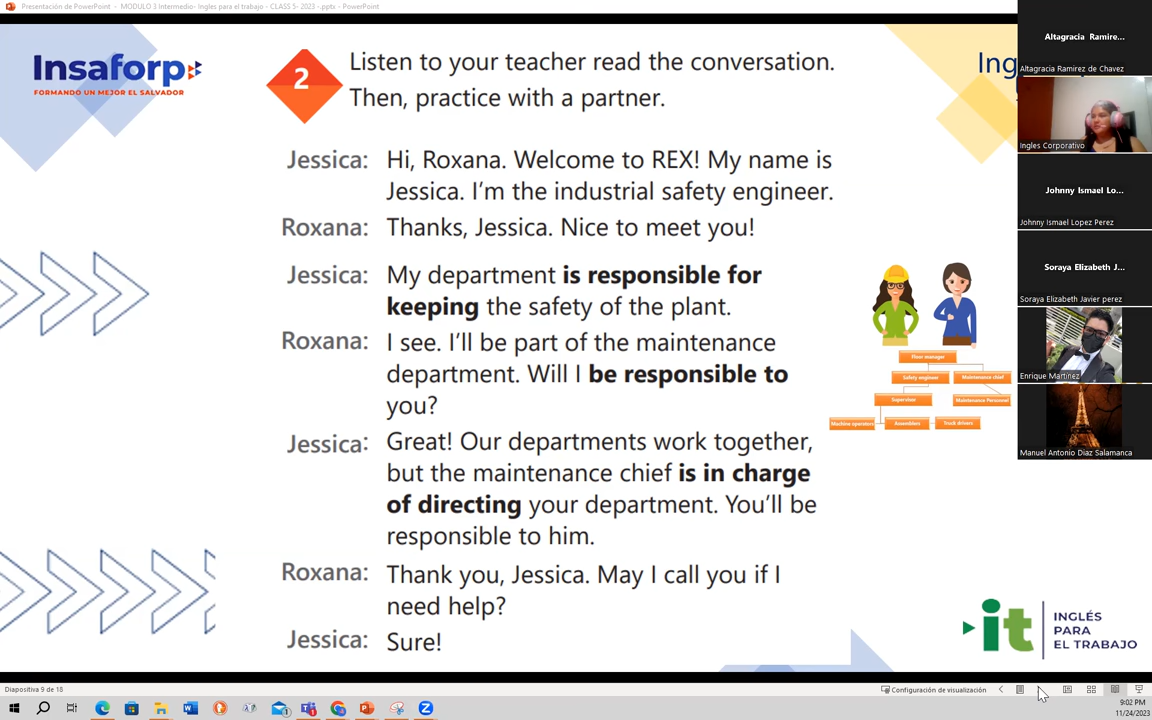 Presentación de PowerPoint - MODULO 3 Intermedio- Ingles para el trabajo - CLASS 5- 2023 -.pptx - PowerPoint
Insaforp
FORMANDO UN MEJOR EL SALVADOR
2
Listen to your teacher read the conversation.
Then, practice with a partner.
Ing
Jessica: Hi, Roxana. Welcome to REX! My name is
Jessica. I'm the industrial safety engineer.
Roxana: Thanks, Jessica. Nice to meet you!
Jessica: My department is responsible for
keeping the safety of the plant.
Roxana: I see. I'll be part of the maintenance
department. Will I be responsible to
you?
Jessica: Great! Our departments work together,
but the maintenance chief is in charge
of directing your department. You'll be
responsible to him.
Roxana: Thank you, Jessica. May I call you if I
need help?
Jessica: Sure!
Floor manager
Safety engineer
Maintenance chief
Supervisor
Maintenance Personnel
Machine operators
Assemblers
Truck drivers
it
INGLÉS
PARA
EL TRABAJO
Altagracia Ramire...
Altagracia Ramirez de Chavez
Ingles Corporativo
Johnny Ismael Lo...
Johnny Ismael Lopez Perez
Soraya Elizabeth J...
Soraya Elizabeth Javier perez
Enrique Martinez
Manuel Antonio Diaz Salamanca
Diapositiva 9 de 18
Configuración de visualización
9:02 PM
11/24/2023